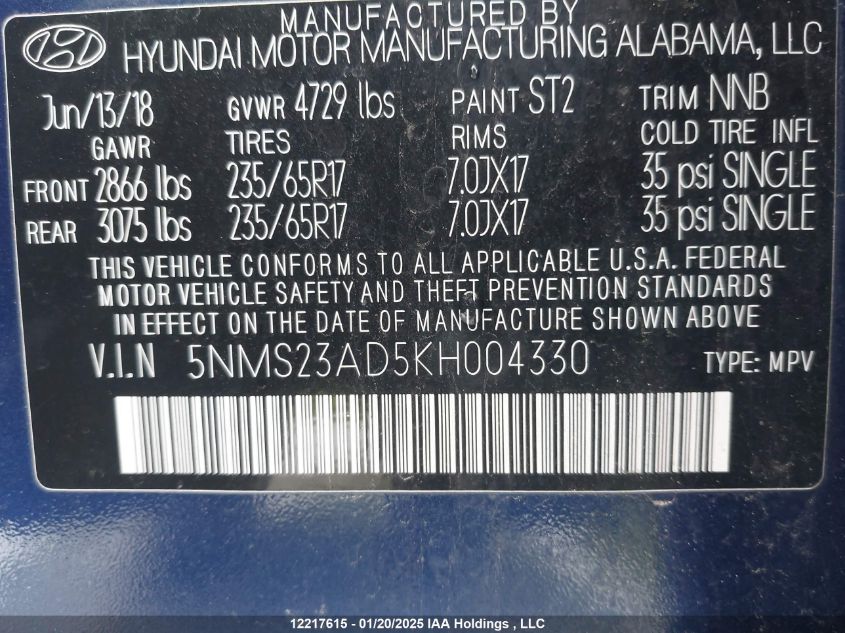 MANUFACTURED BY
HYUNDAI MOTOR MANUFACTURING ALABAMA, LLC
Jun/13/18 GVWR 4729 lbs PAINT ST2 TRIM NNB
GAWR TIRES RIMS COLD TIRE INFL
FRONT 2866 lbs 235/65R17 7.0JX17 35 psi SINGLE
REAR 3075 lbs 235/65R17 7.0JX17 35 psi SINGLE
THIS VEHICLE CONFORMS TO ALL APPLICABLE U.S.A. FEDERAL
MOTOR VEHICLE SAFETY AND THEFT PREVENTION STANDARDS
IN EFFECT ON THE DATE OF MANUFACTURE SHOWN ABOVE
V.I.N 5NMS23AD5KH004330 TYPE: MPV
12217615 - 01/20/2025 IAA Holdings , LLC